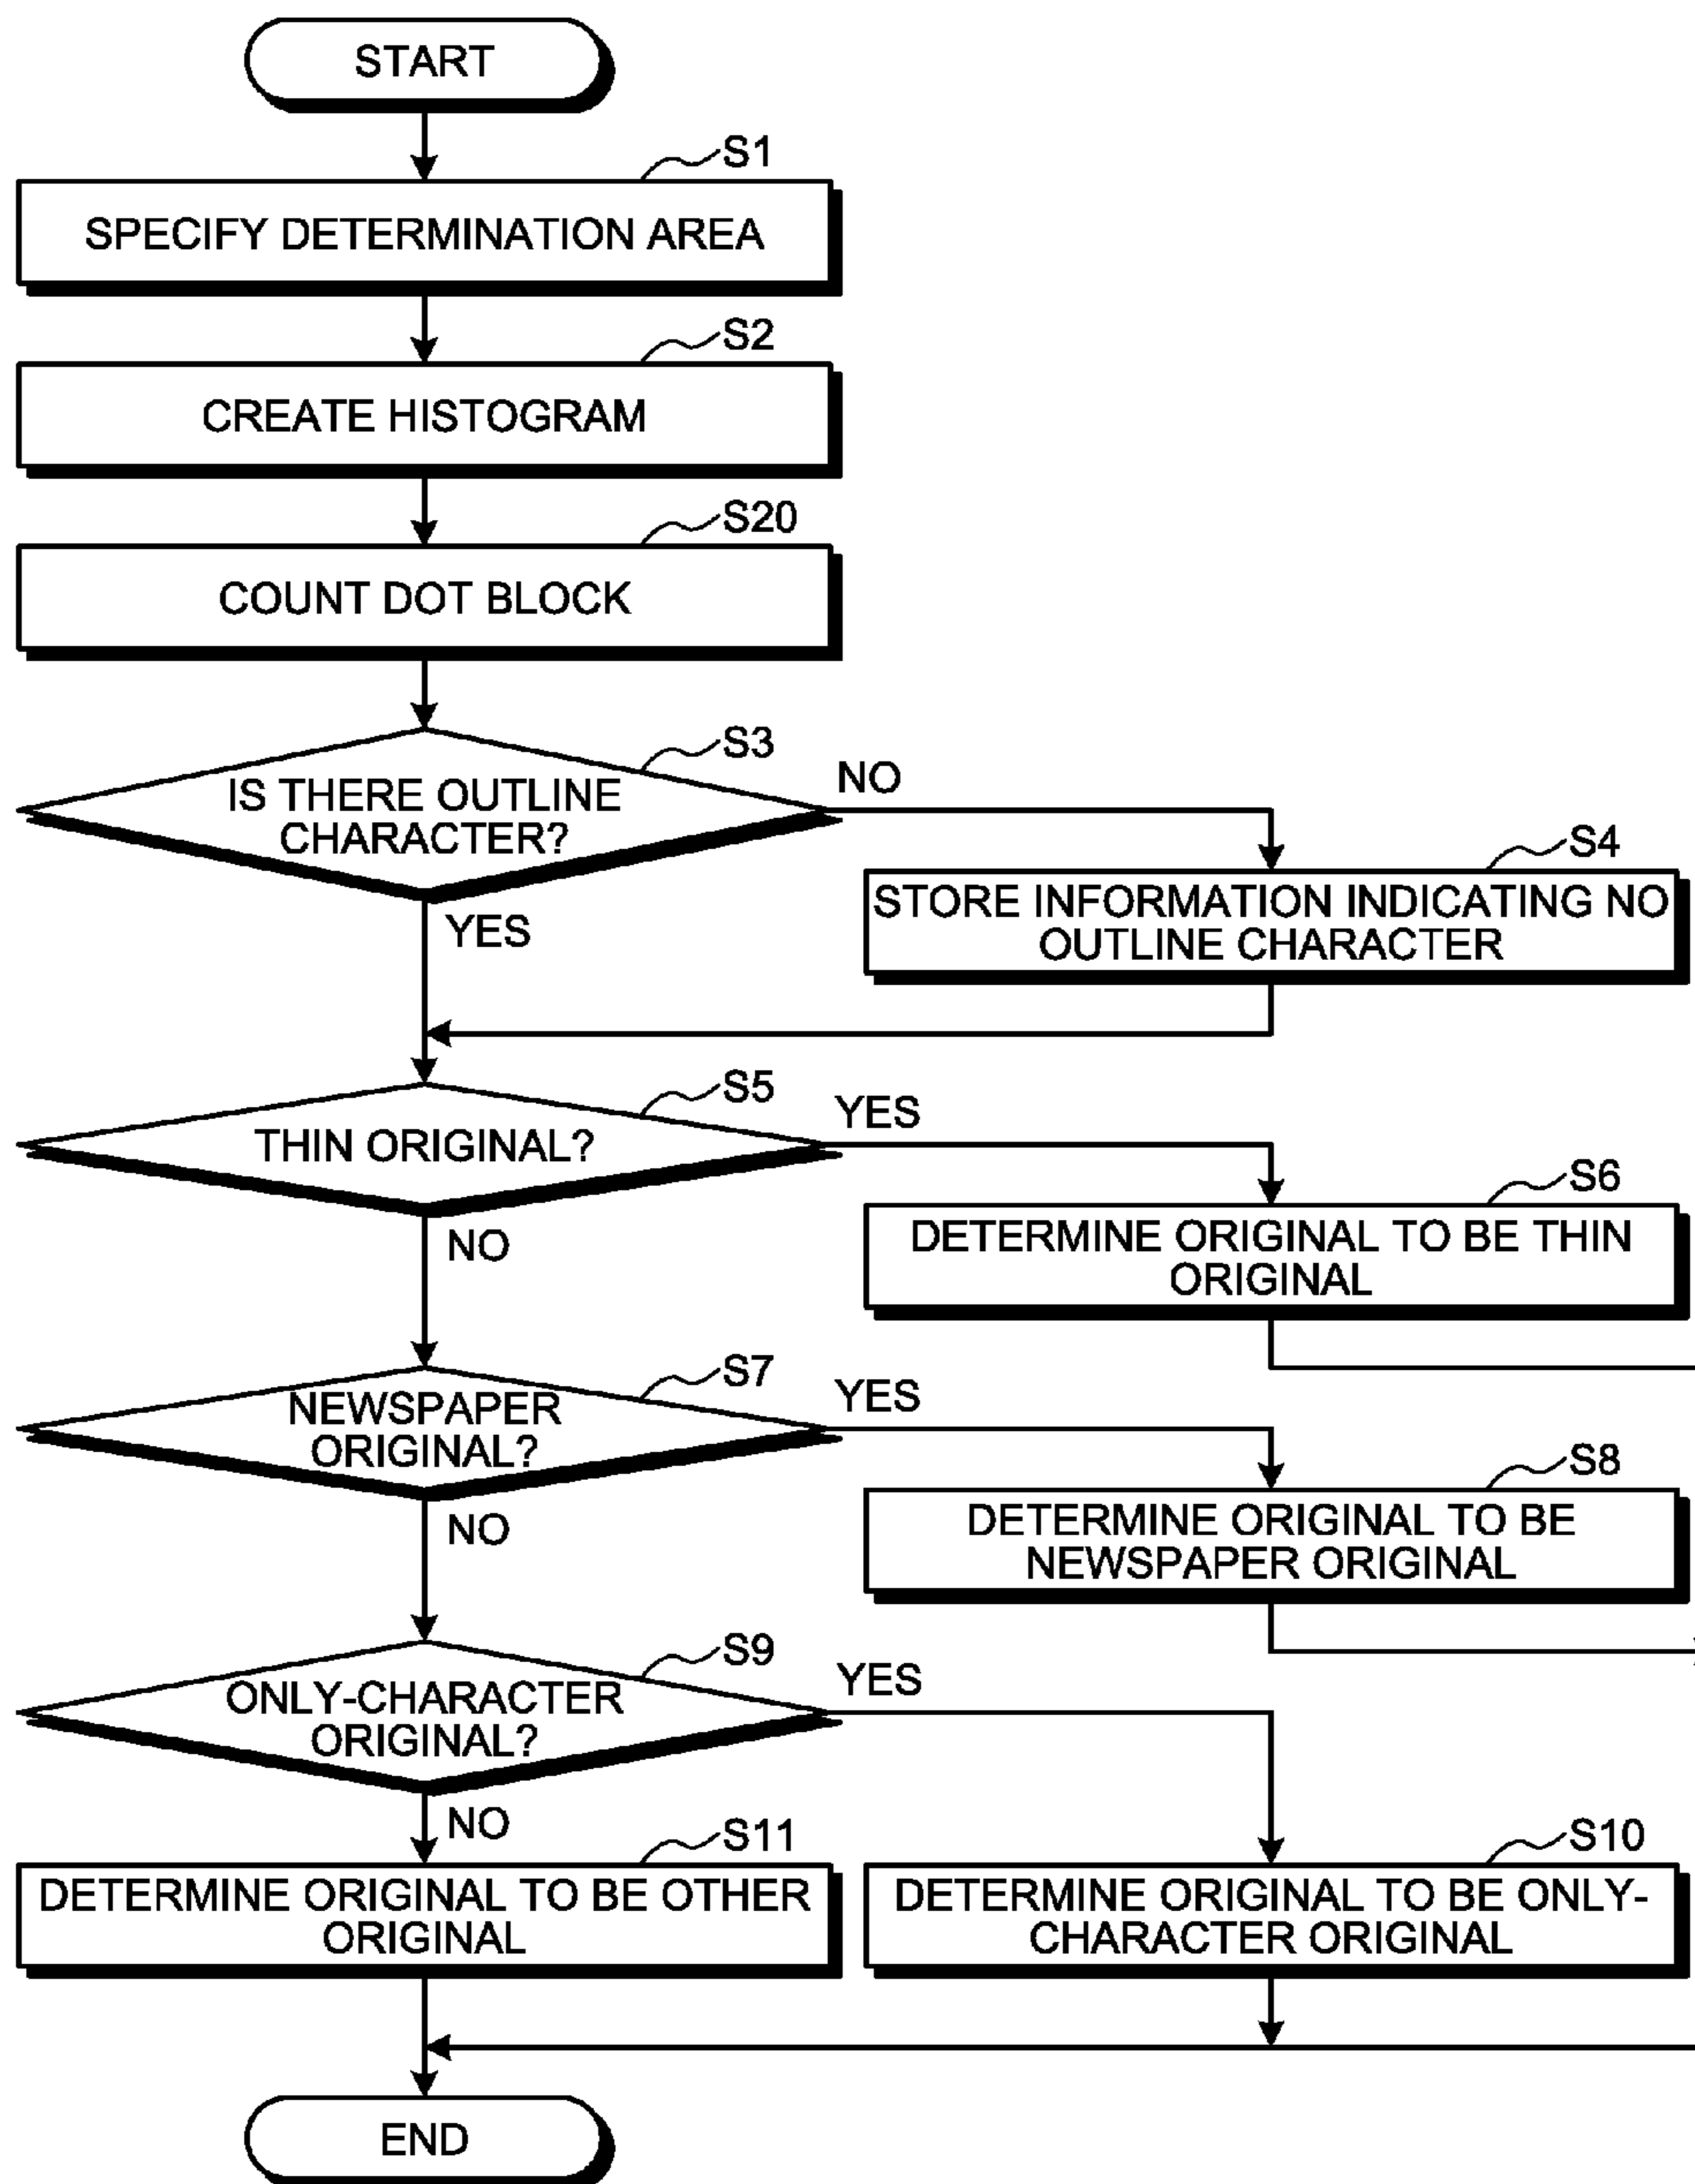 START
S1
SPECIFY DETERMINATION AREA
S2
CREATE HISTOGRAM
S20
COUNT DOT BLOCK
S3
IS THERE OUTLINE
CHARACTER?
NO
YES
S4
STORE INFORMATION INDICATING NO
OUTLINE CHARACTER
S5
THIN ORIGINAL?
YES
NO
S6
DETERMINE ORIGINAL TO BE THIN
ORIGINAL
S7
NEWSPAPER
ORIGINAL?
YES
NO
S8
DETERMINE ORIGINAL TO BE
NEWSPAPER ORIGINAL
S9
ONLY-CHARACTER
ORIGINAL?
YES
NO
S11
DETERMINE ORIGINAL TO BE OTHER
ORIGINAL
S10
DETERMINE ORIGINAL TO BE ONLY-
CHARACTER ORIGINAL
END